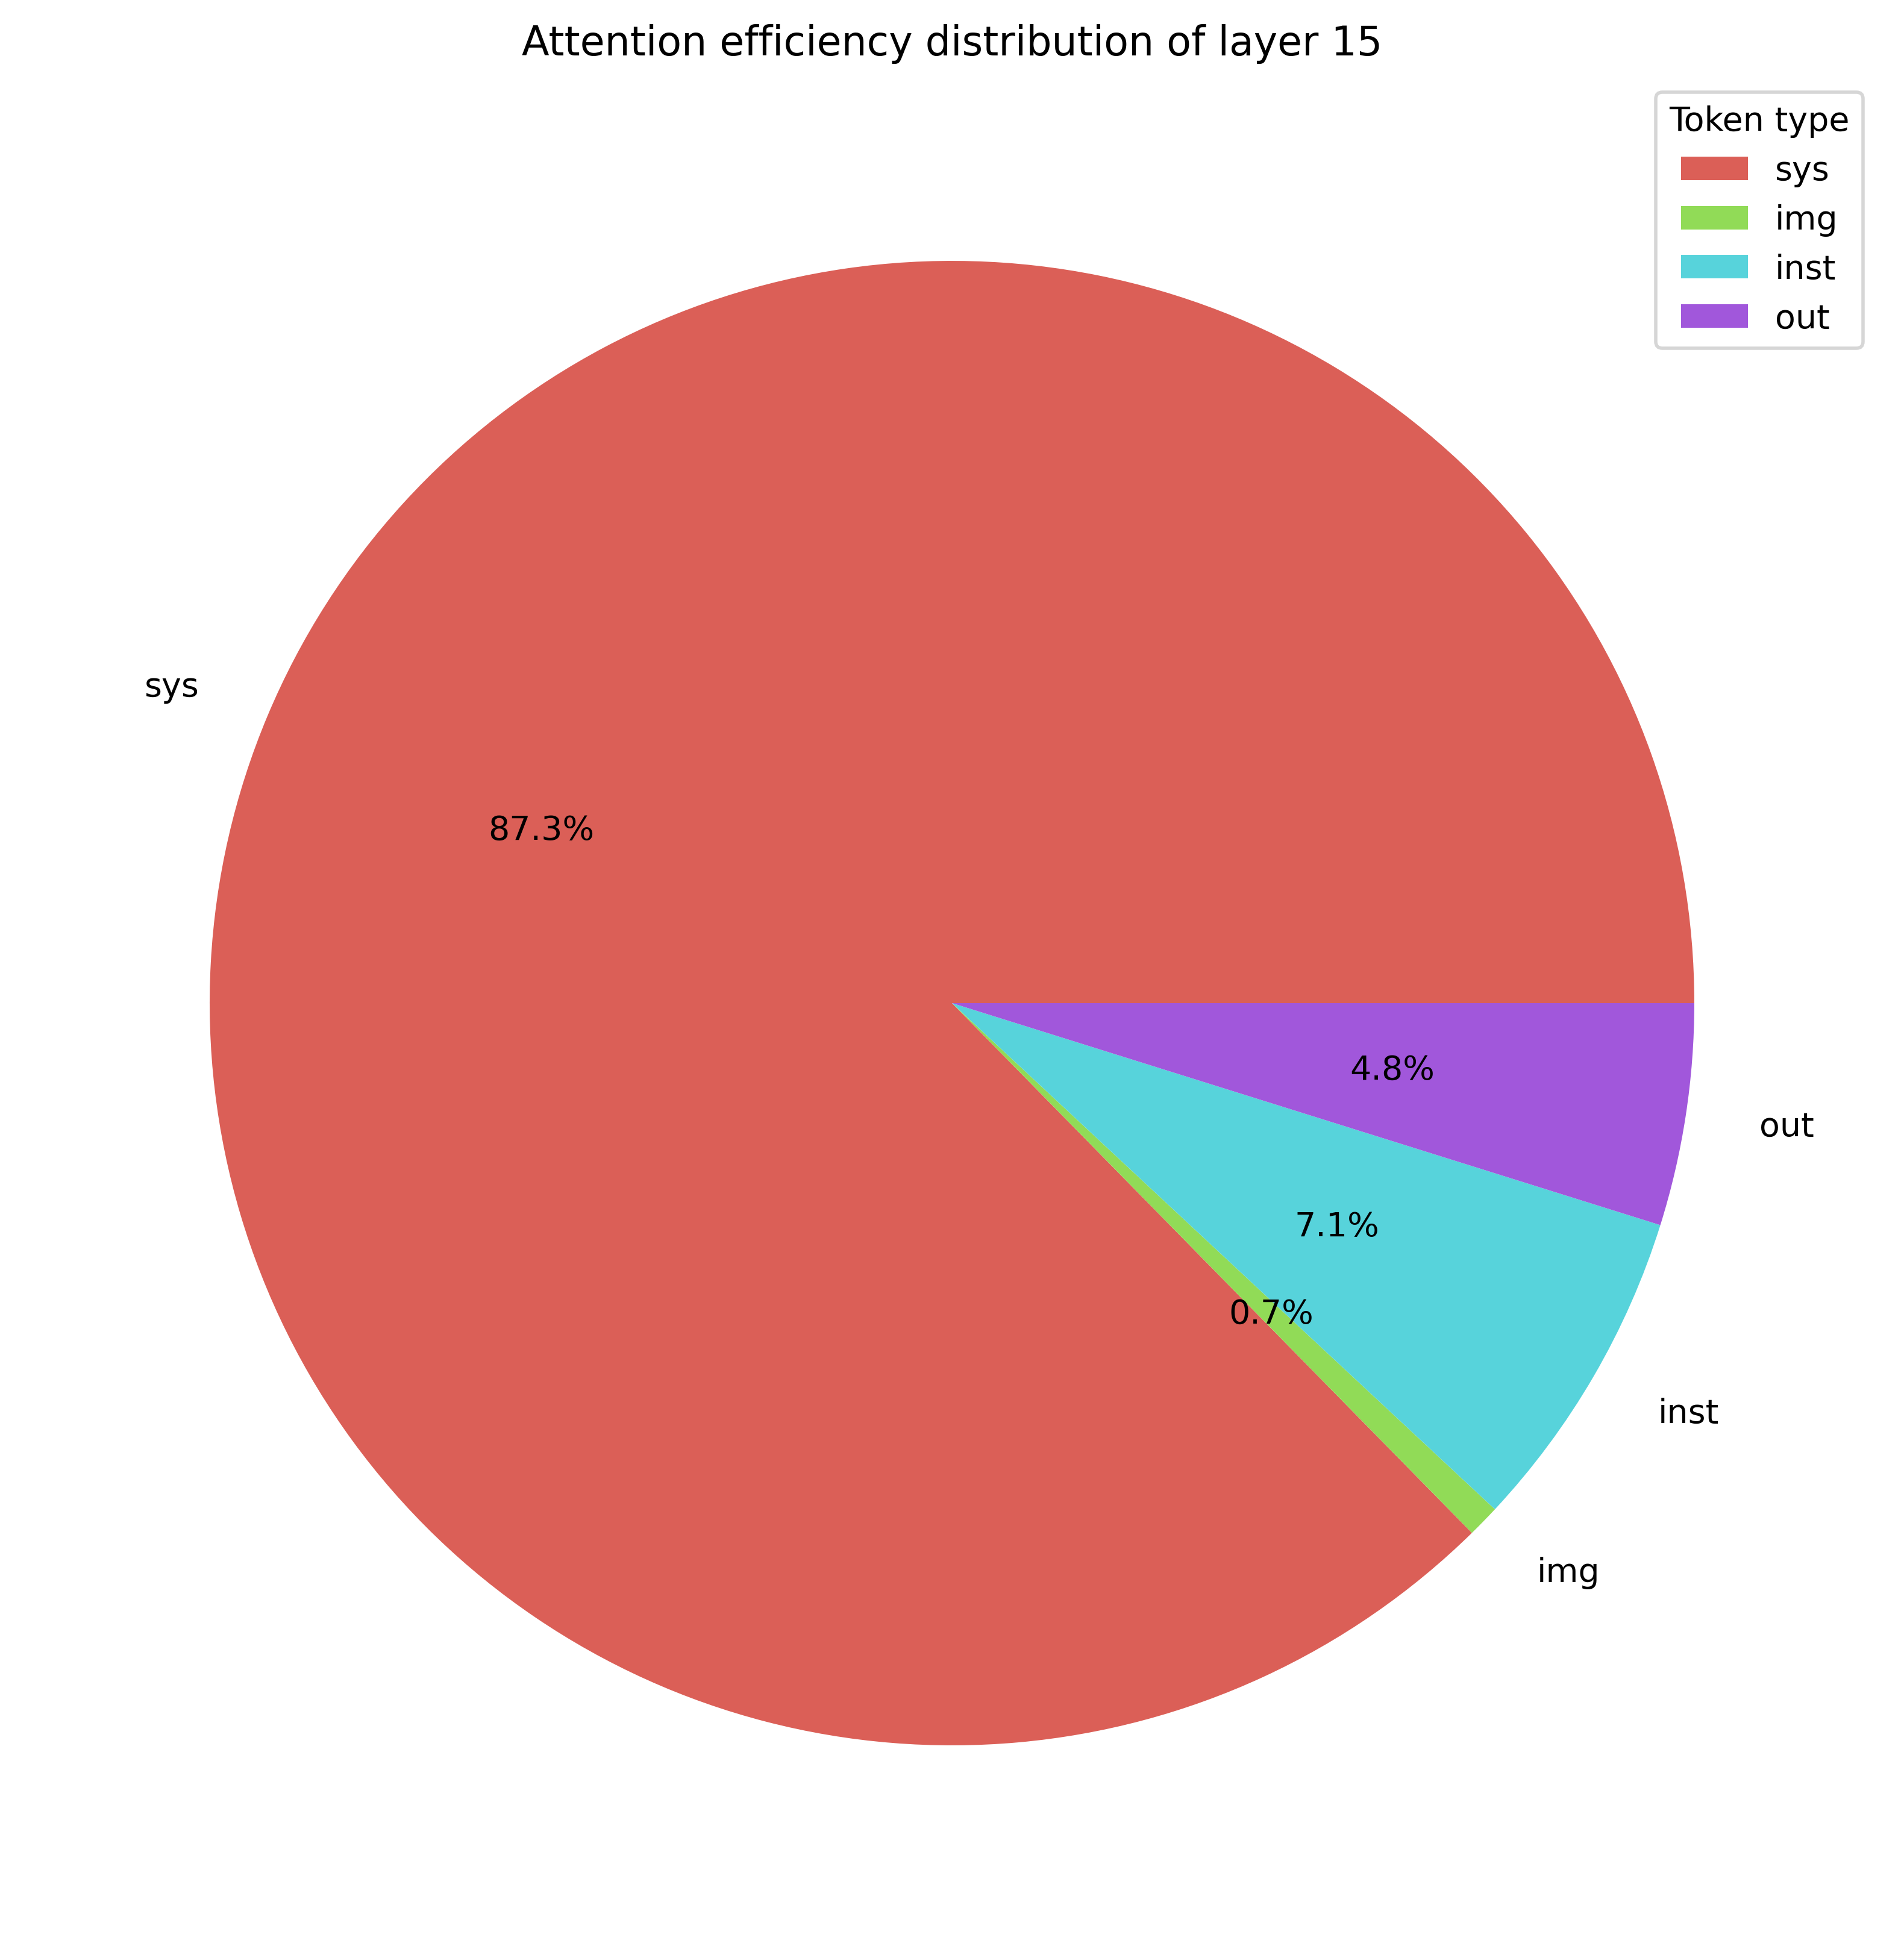 Attention efficiency distribution of layer 15
Token type
sys
img
inst
out
sys
87.3%
4.8%
out
7.1%
0.7%
inst
img